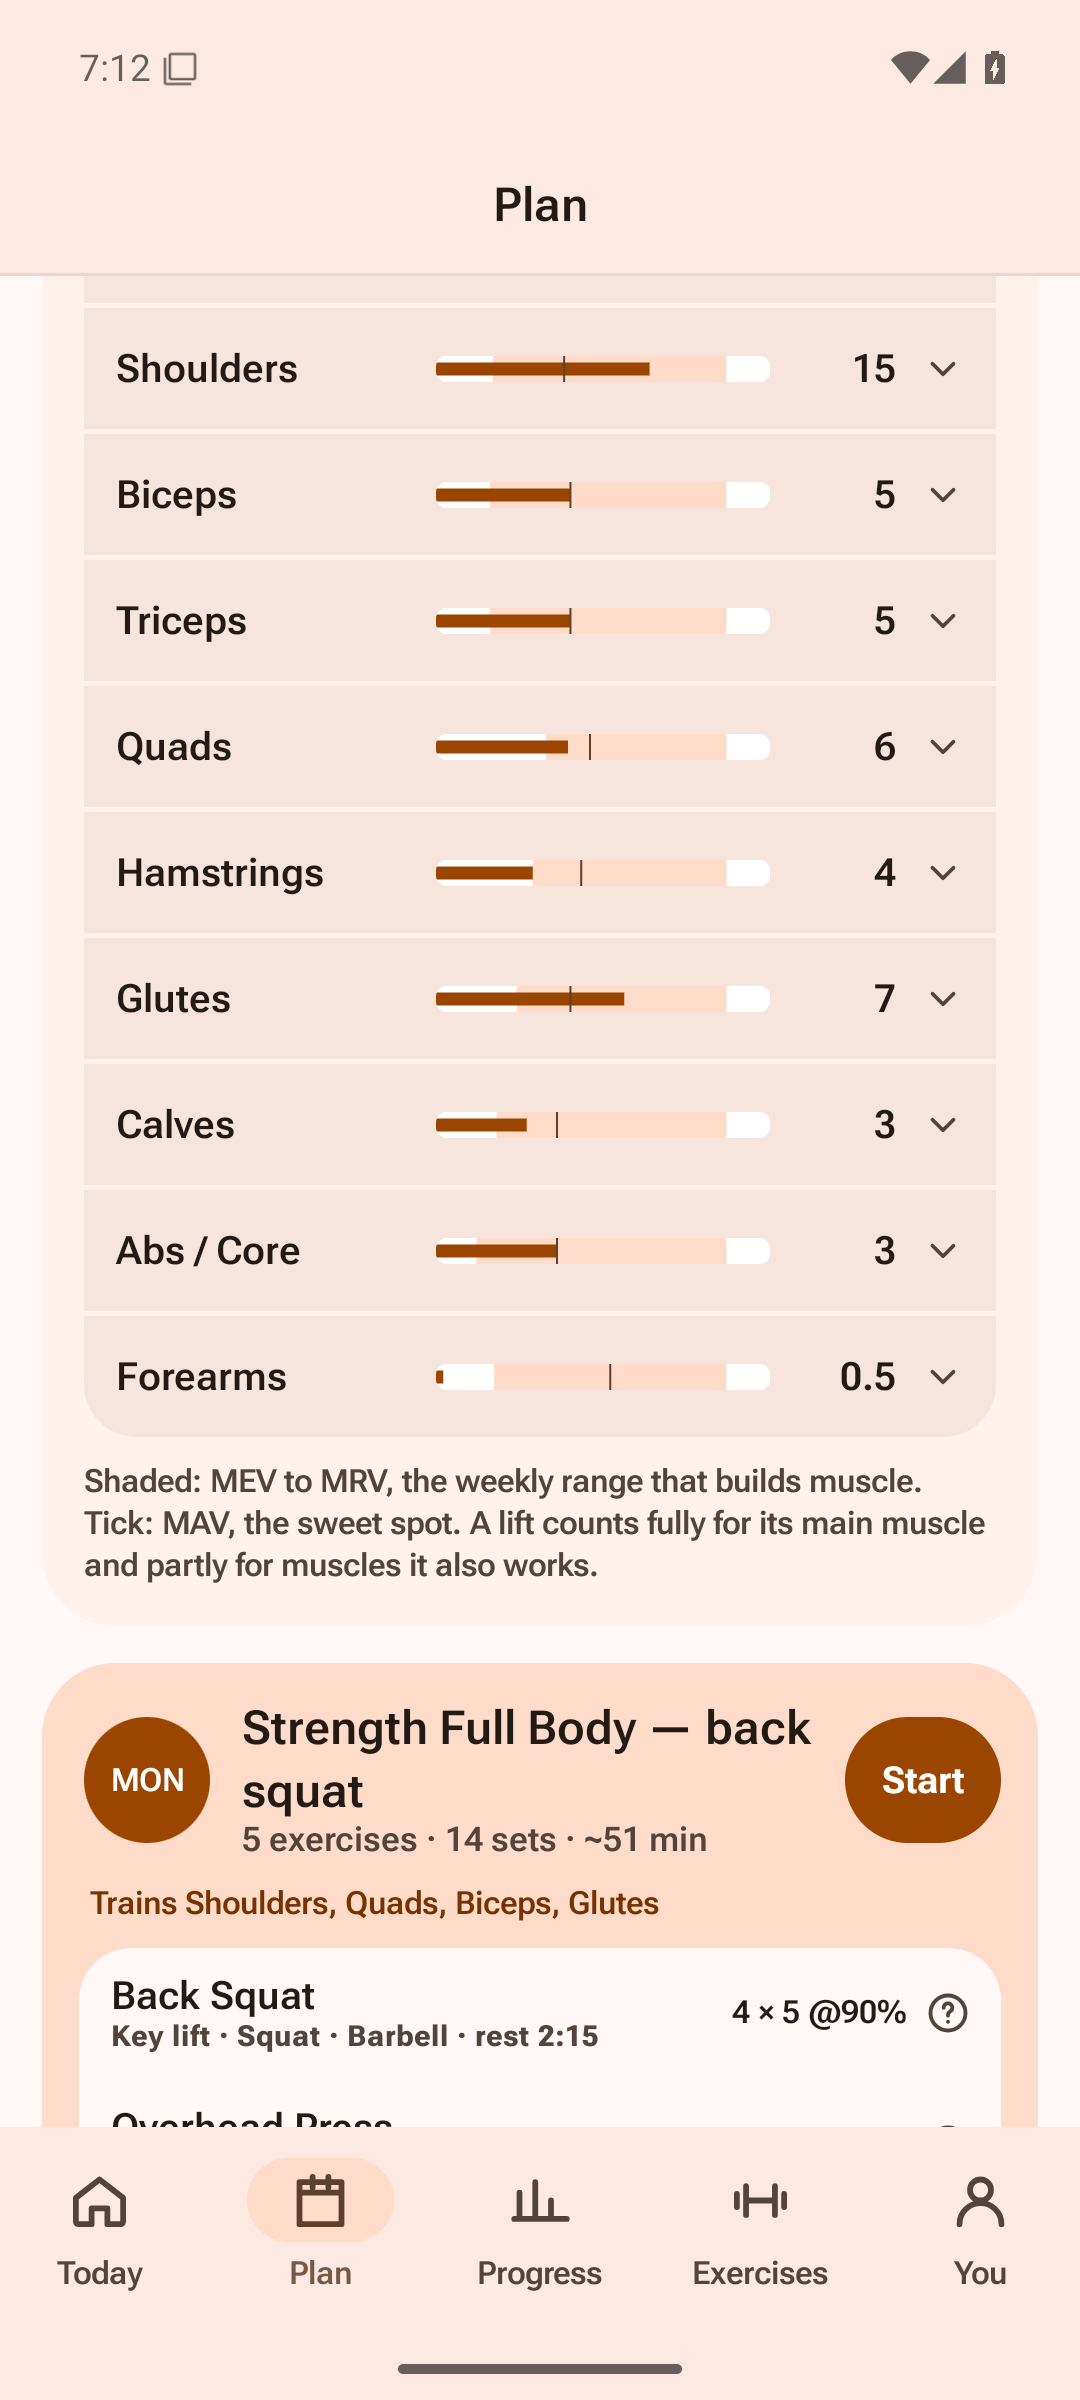 7:12
Plan
Shoulders 15
Biceps 5
Triceps 5
Quads 6
Hamstrings 4
Glutes 7
Calves 3
Abs / Core 3
Forearms 0.5
Shaded: MEV to MRV, the weekly range that builds muscle.
Tick: MAV, the sweet spot. A lift counts fully for its main muscle
and partly for muscles it also works.
MON
Strength Full Body — back
squat
5 exercises · 14 sets · ~51 min
Start
Trains Shoulders, Quads, Biceps, Glutes
Back Squat
Key lift · Squat · Barbell · rest 2:15
4 × 5 @90%
Overhead Press
Today
Plan
Progress
Exercises
You